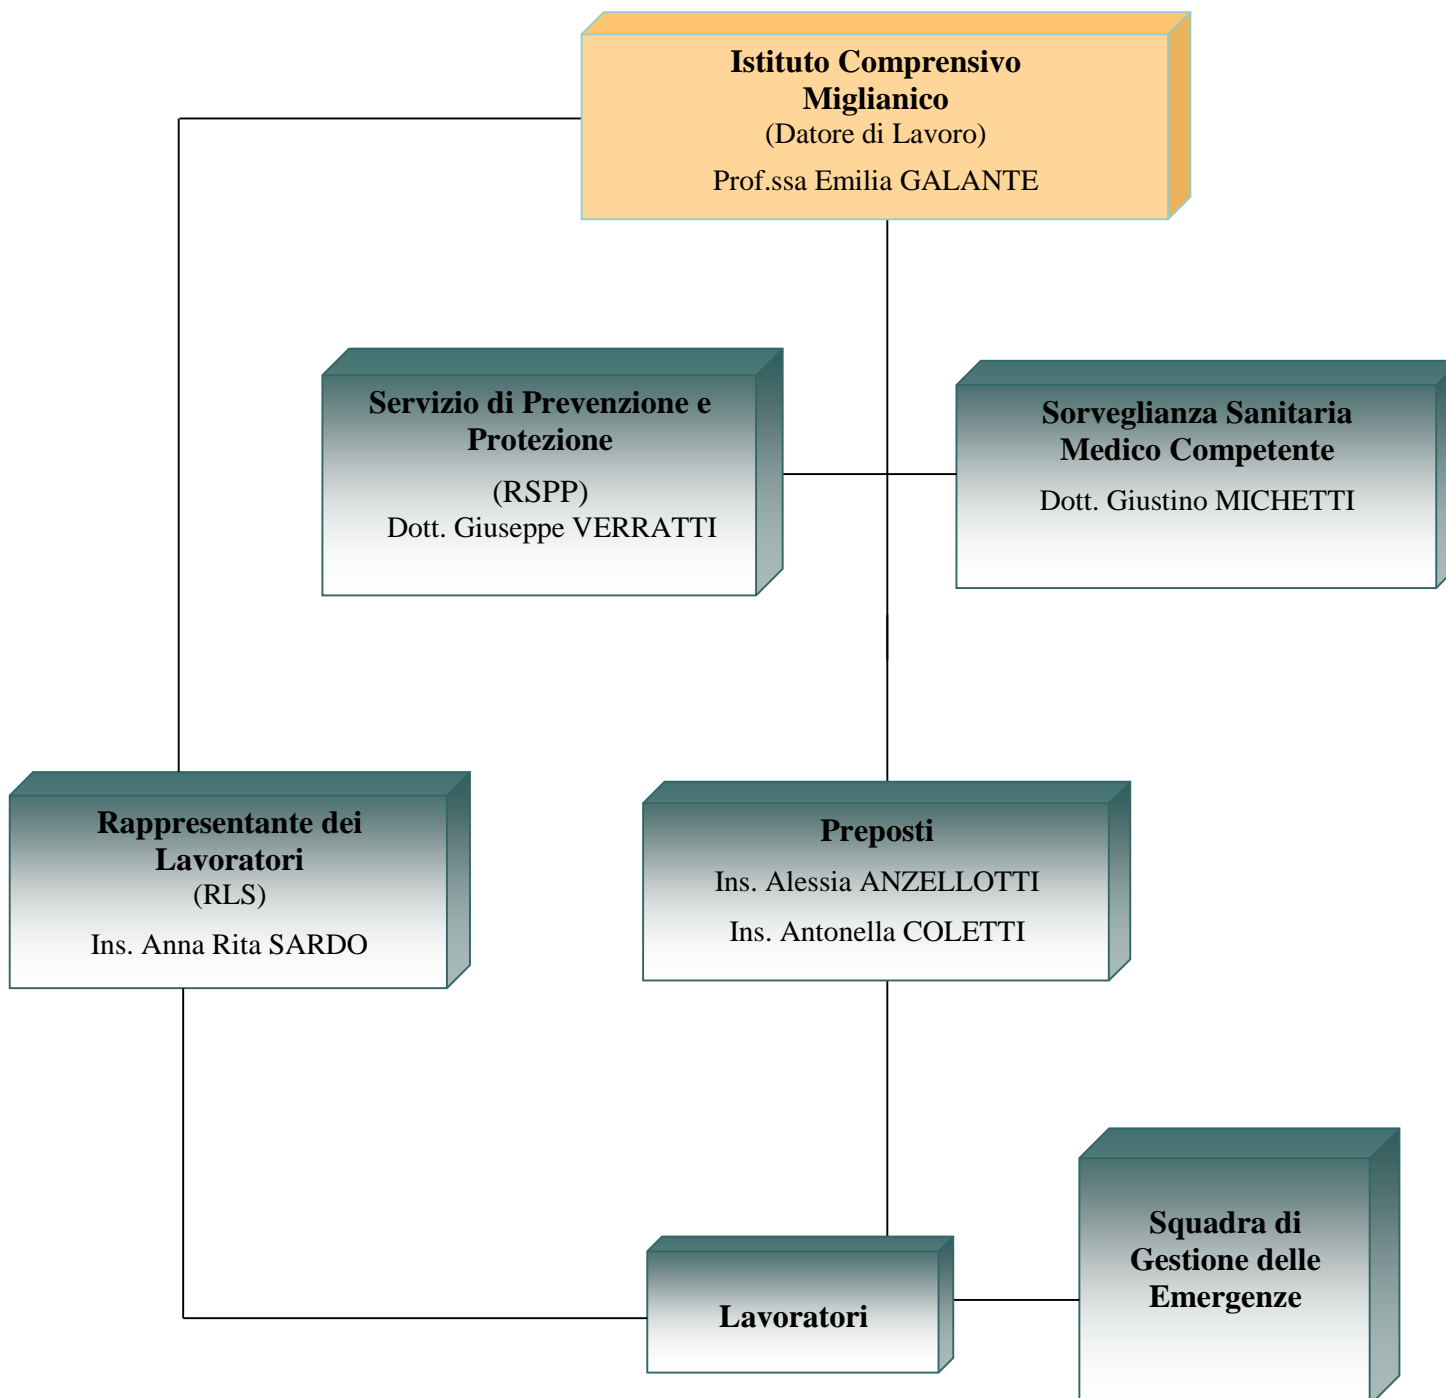 Istituto Comprensivo
Miglianico
(Datore di Lavoro)
Prof.ssa Emilia GALANTE
Servizio di Prevenzione e
Protezione
(RSPP)
Dott. Giuseppe VERRATTI
Sorveglianza Sanitaria
Medico Competente
Dott. Giustino MICHETTI
Rappresentante dei
Lavoratori
(RLS)
Ins. Anna Rita SARDO
Preposti
Ins. Alessia ANZELLOTTI
Ins. Antonella COLETTI
Squadra di
Gestione delle
Emergenze
Lavoratori